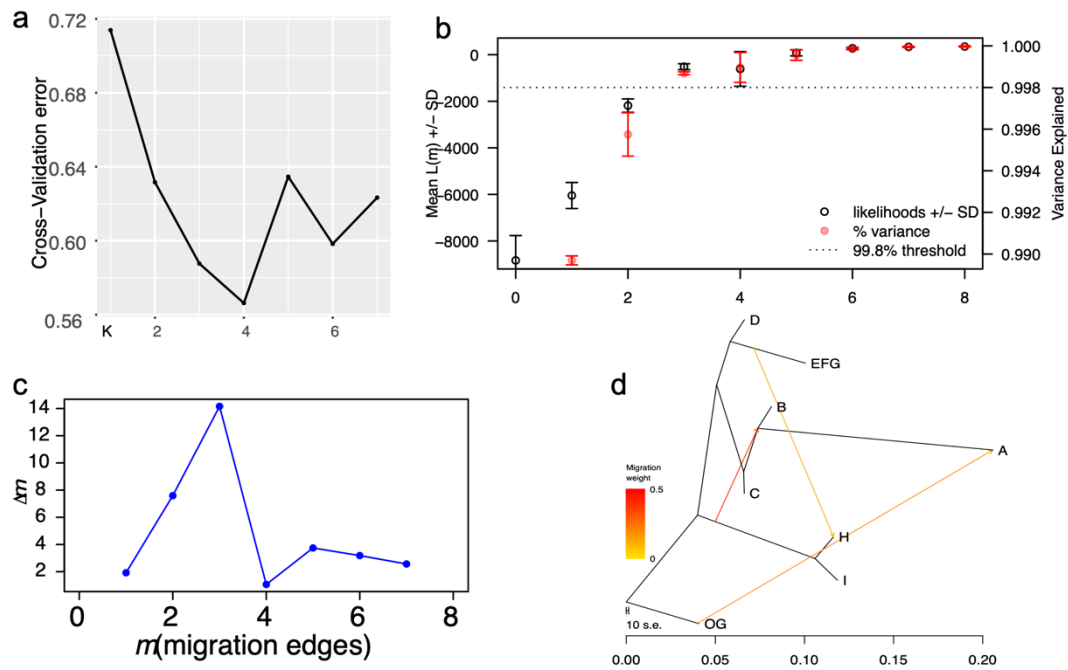 a
Cross-Validation error
0.72
0.68
0.64
0.60
0.56
K
2
4
6
b
Mean L(m) +/- SD
0
-2000
-4000
-6000
-8000
0
2
4
6
8
1.000
0.998
0.996
0.994
0.992
0.990
Variance Explained
likelihoods +/- SD
% variance
99.8% threshold
c
Δm
14
12
10
8
6
4
2
0
2
4
6
8
m(migration edges)
d
D
EFG
B
A
C
H
I
OG
Migration
weight
0.5
0
10 s.e.
0.00
0.05
0.10
0.15
0.20